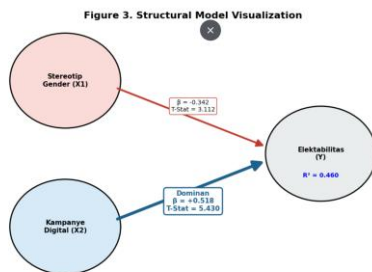 Figure 3. Structural Model Visualization
Stereotip
Gender (X1)
β = -0.342
T-Stat = 3.112
Elektabilitas
(Y)
R² = 0.460
Dominan
β = +0.518
T-Stat = 5.430
Kampanye
Digital (X2)